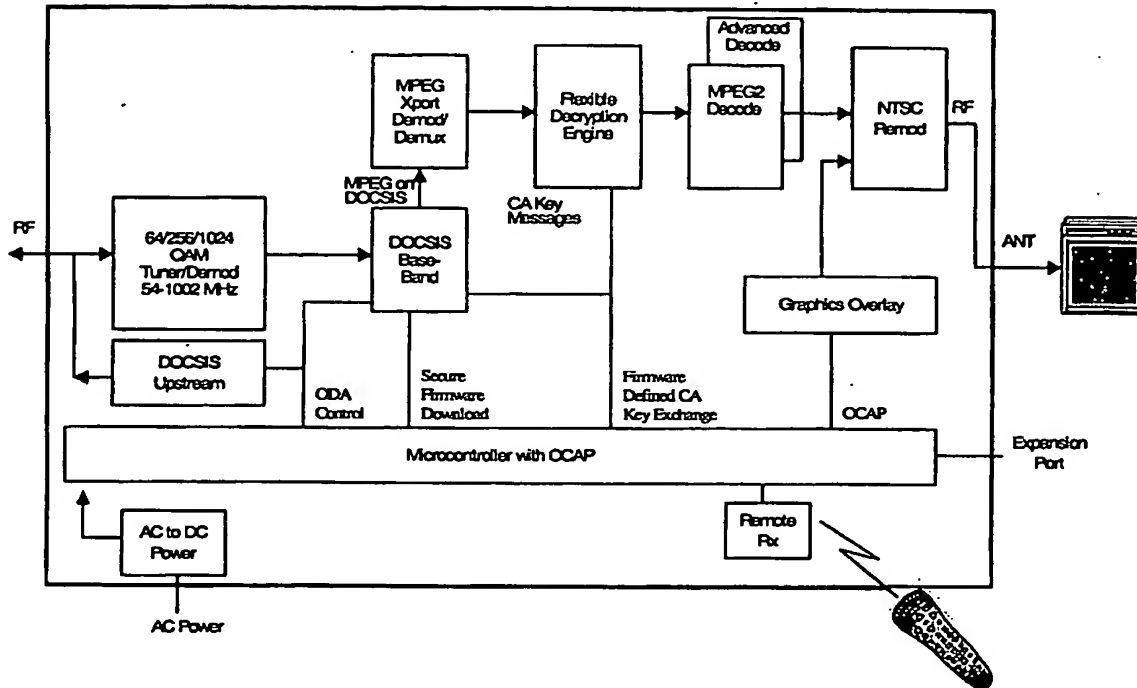 Advanced
Decode
MPEG
Xport
Demod/
Demux
Flexible
Decryption
Engine
MPEG2
Decode
NTSC
Remod
RF
MPEG on
DOCSIS
CA Key
Messages
RF
64/256/1024
QAM
Tuner/Demod
54-1002 MHz
DOCSIS
Base-
Band
ANT
Graphics Overlay
DOCSIS
Upstream
ODA
Control
Secure
Firmware
Download
Firmware
Defined CA
Key Exchange
OCAP
Microcontroller with OCAP
Expansion
Port
AC to DC
Power
Remote
Rx
AC Power